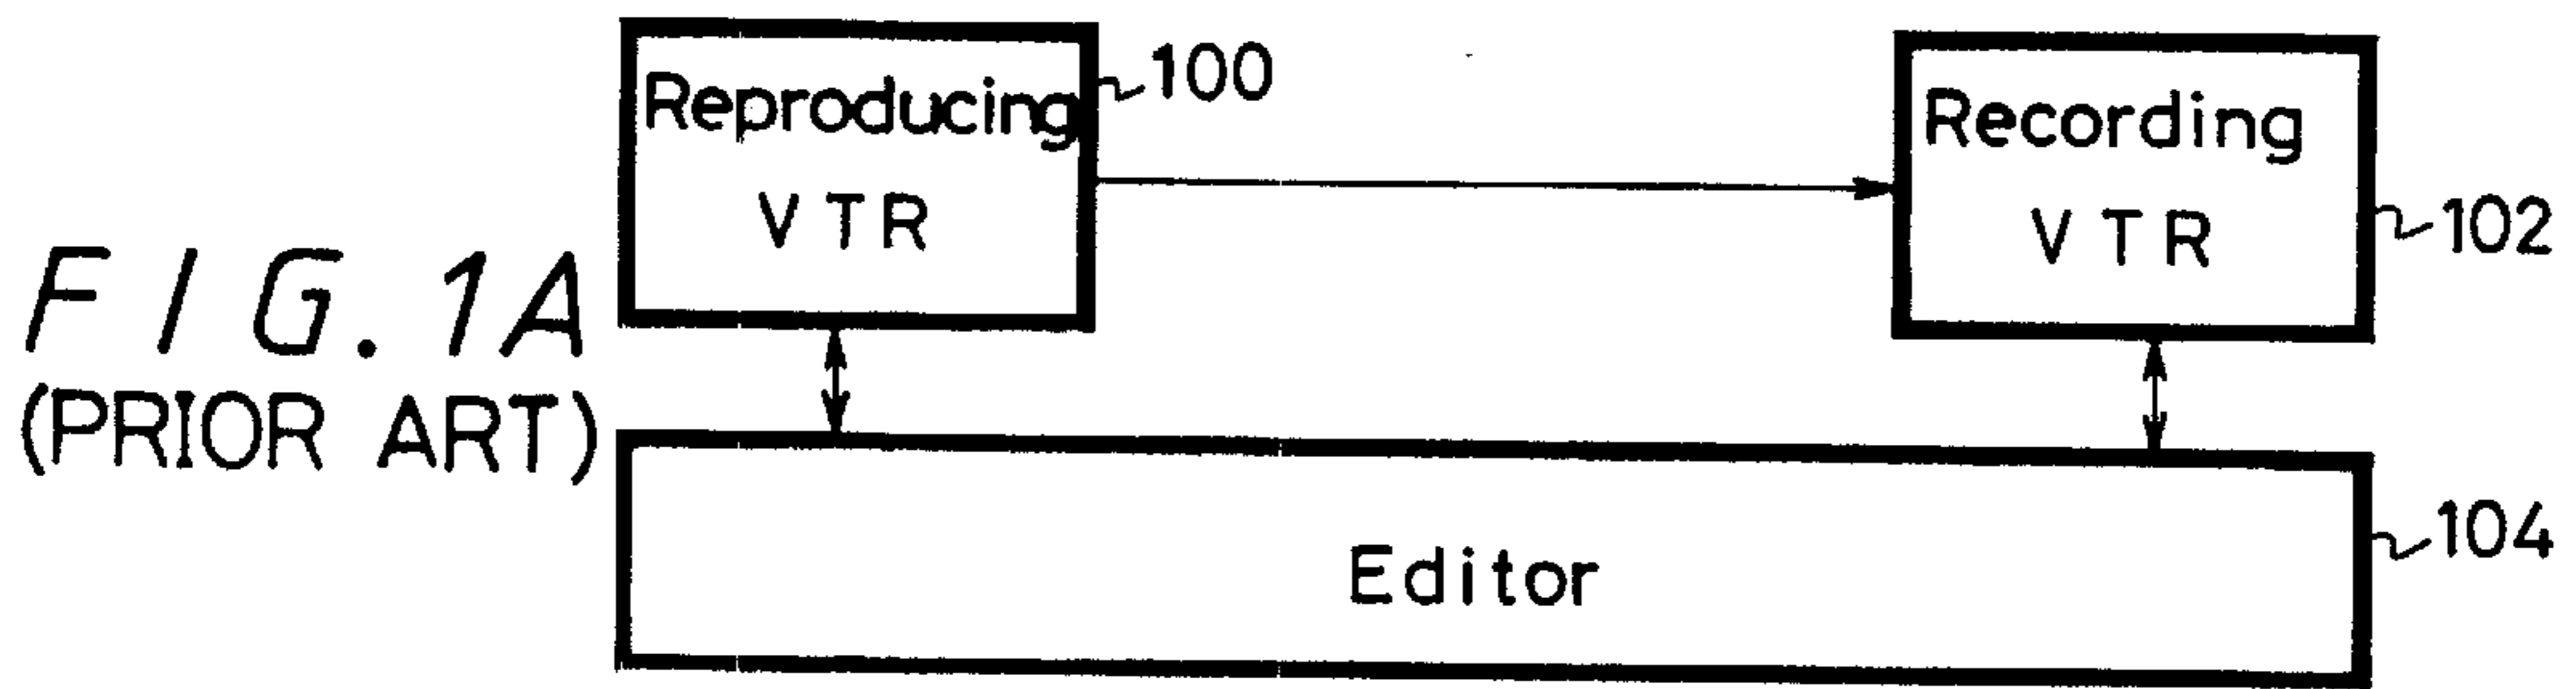 Reproducing
VTR
100
Recording
VTR
102
FIG.1A
(PRIOR ART)
Editor
104